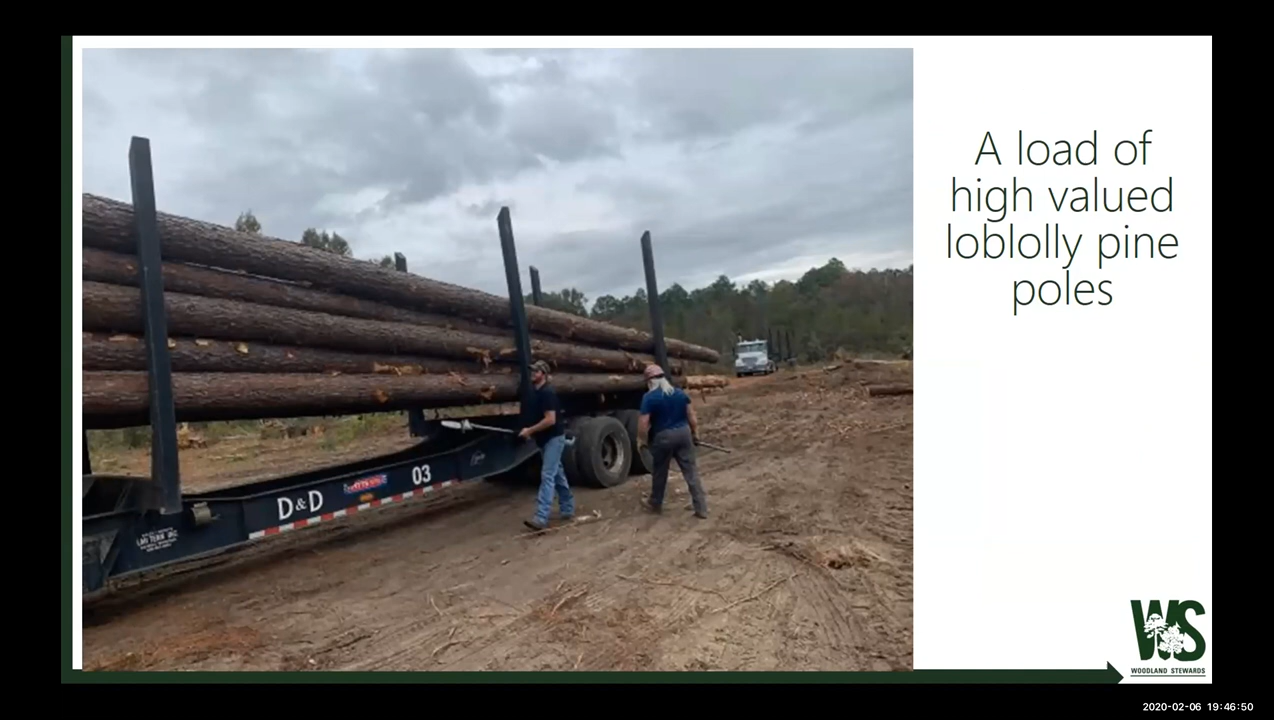 A load of
high valued
loblolly pine
poles
D&D
03
WS
WOODLAND STEWARDS
2020-02-06 19:46:50